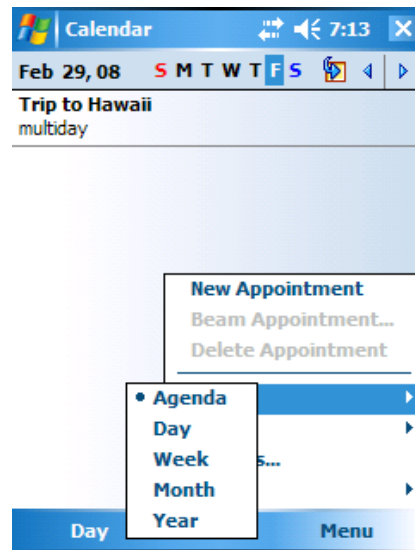 Calendar 7:13
Feb 29, 08 S M T W T F S
Trip to Hawaii
multiday
New Appointment
Beam Appointment...
Delete Appointment
Agenda
Day
Week
Month
Year
Day Menu